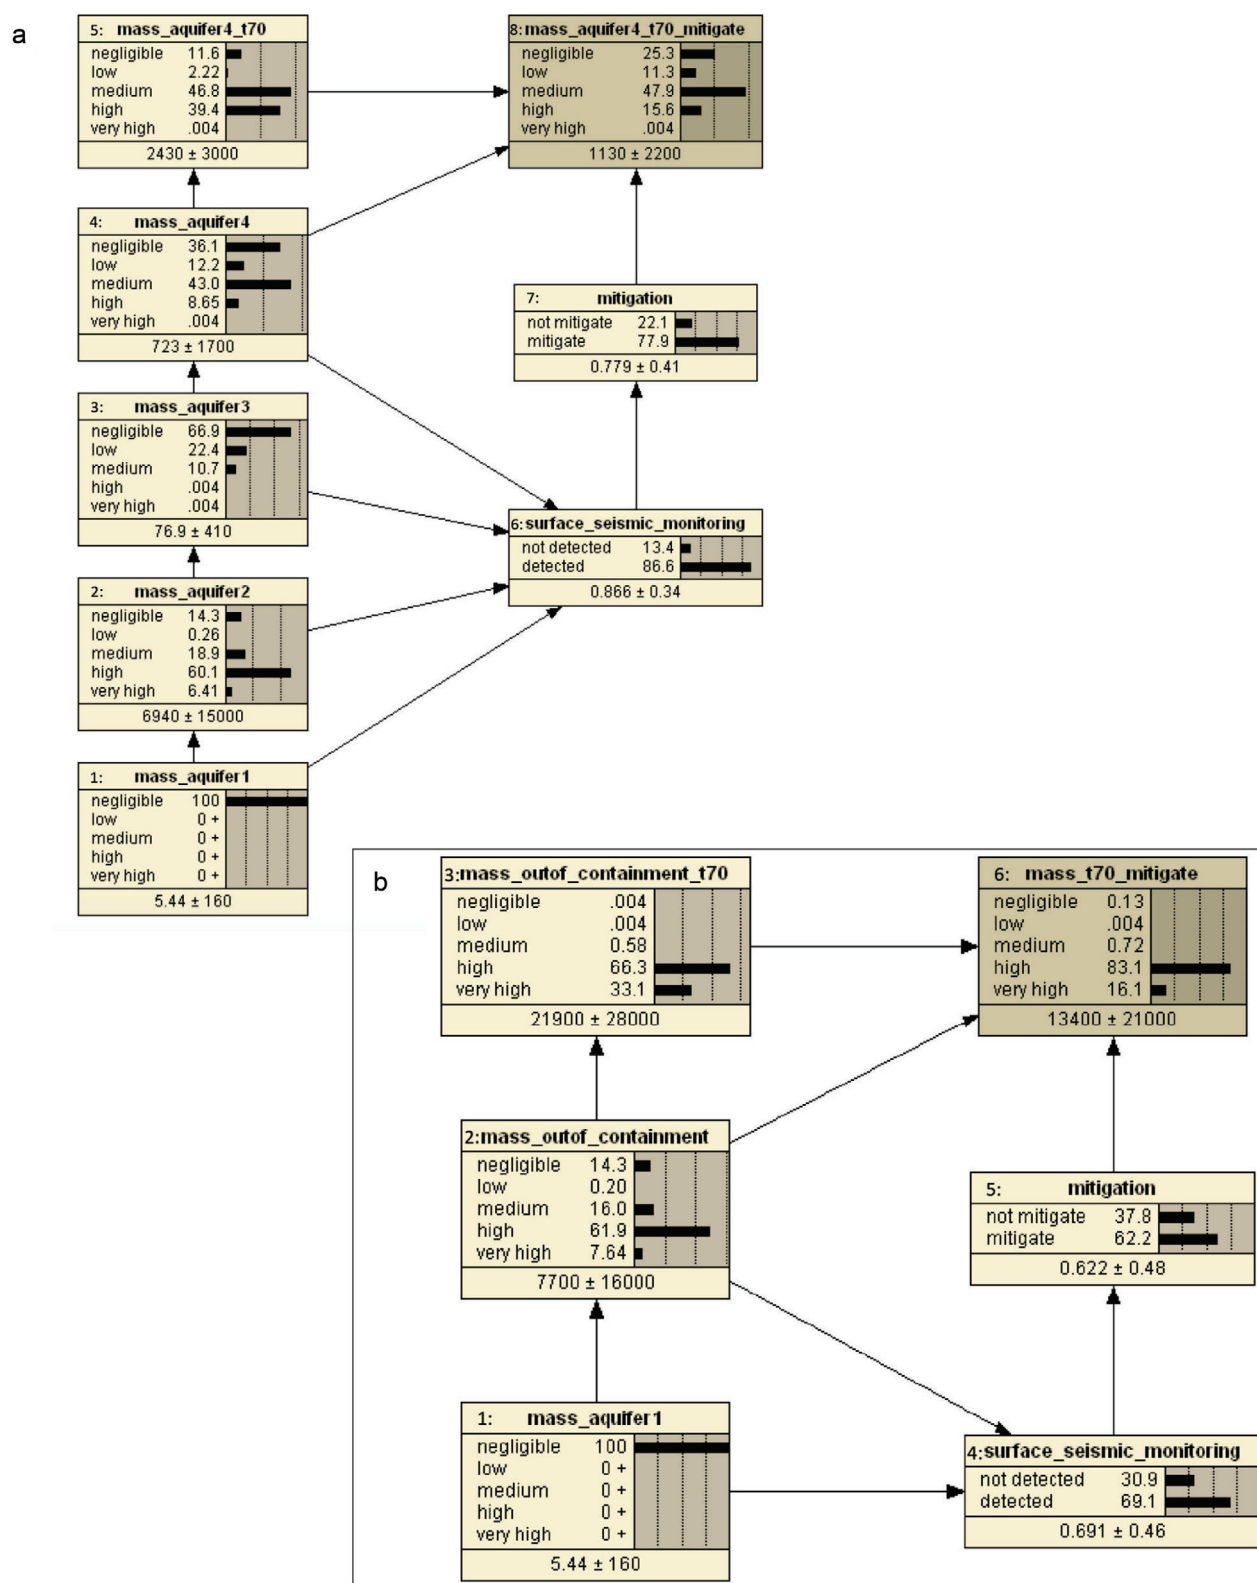 a
5: mass_aquifer4_t70
negligible 11.6
low 2.22
medium 46.8
high 39.4
very high .004
2430 ± 3000
8: mass_aquifer4_t70_mitigate
negligible 25.3
low 11.3
medium 47.9
high 15.6
very high .004
1130 ± 2200
4: mass_aquifer4
negligible 36.1
low 12.2
medium 43.0
high 8.65
very high .004
723 ± 1700
7: mitigation
not mitigate 22.1
mitigate 77.9
0.779 ± 0.41
3: mass_aquifer3
negligible 66.9
low 22.4
medium 10.7
high .004
very high .004
76.9 ± 410
6: surface_seismic_monitoring
not detected 13.4
detected 86.6
0.866 ± 0.34
2: mass_aquifer2
negligible 14.3
low 0.26
medium 18.9
high 60.1
very high 6.41
6940 ± 15000
1: mass_aquifer1
negligible 100
low 0 +
medium 0 +
high 0 +
very high 0 +
5.44 ± 160
b
3: mass_outof_containment_t70
negligible .004
low .004
medium 0.58
high 66.3
very high 33.1
21900 ± 28000
6: mass_t70_mitigate
negligible 0.13
low .004
medium 0.72
high 83.1
very high 16.1
13400 ± 21000
2: mass_outof_containment
negligible 14.3
low 0.20
medium 16.0
high 61.9
very high 7.64
7700 ± 16000
5: mitigation
not mitigate 37.8
mitigate 62.2
0.622 ± 0.48
1: mass_aquifer1
negligible 100
low 0 +
medium 0 +
high 0 +
very high 0 +
5.44 ± 160
4: surface_seismic_monitoring
not detected 30.9
detected 69.1
0.691 ± 0.46